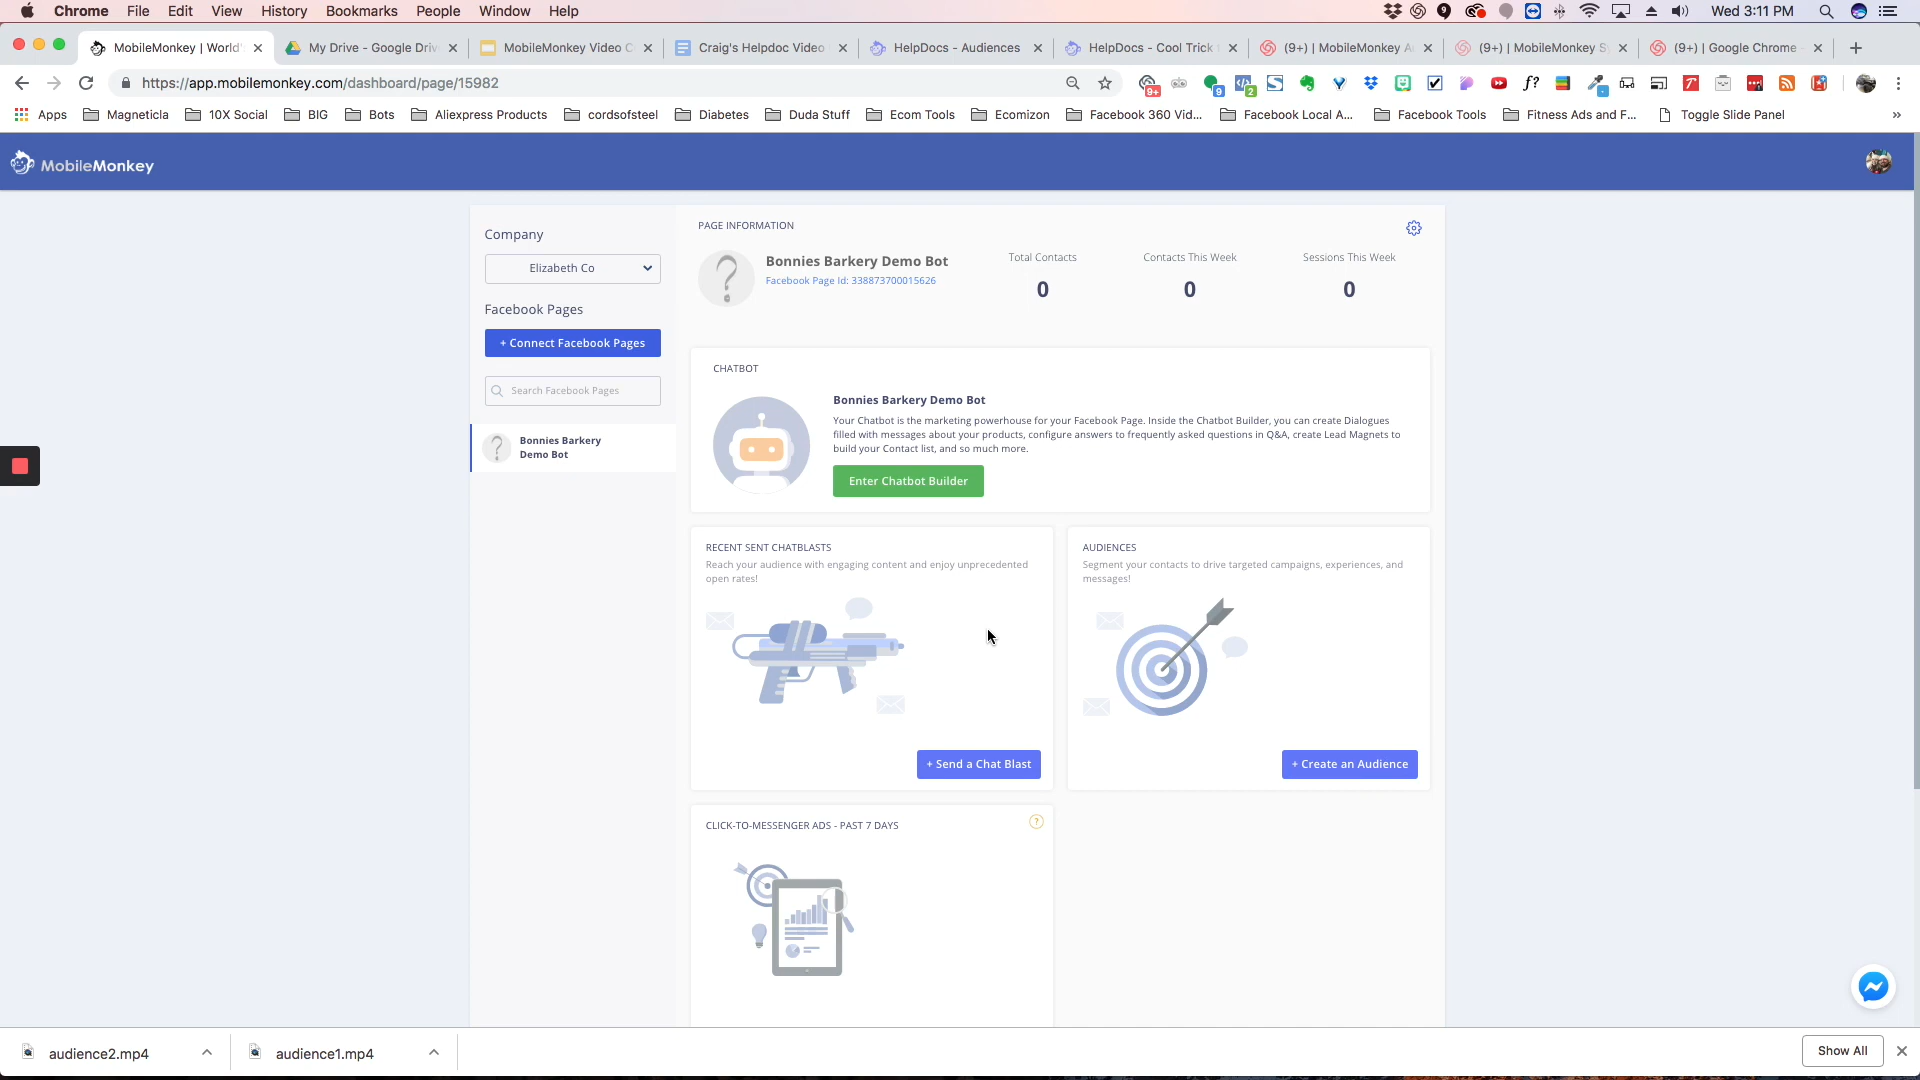 Chrome File Edit View History Bookmarks People Window Help
Wed 3:11 PM
MobileMonkey | World'
My Drive - Google Driv
MobileMonkey Video C
Craig's Helpdoc Video
HelpDocs - Audiences
HelpDocs - Cool Trick
(9+) | MobileMonkey A
(9+) | MobileMonkey S
(9+) | Google Chrome -
https://app.mobilemonkey.com/dashboard/page/15982
9+
9
2
Apps Magneticla 10X Social BIG Bots Aliexpress Products cordsofsteel Diabetes Duda Stuff Ecom Tools Ecomizon Facebook 360 Vid... Facebook Local A... Facebook Tools Fitness Ads and F... Toggle Slide Panel
MobileMonkey
Company
Elizabeth Co
Facebook Pages
+ Connect Facebook Pages
Search Facebook Pages
Bonnies Barkery
Demo Bot
PAGE INFORMATION
Bonnies Barkery Demo Bot
Facebook Page Id: 338873700015626
Total Contacts
0
Contacts This Week
0
Sessions This Week
0
CHATBOT
Bonnies Barkery Demo Bot
Your Chatbot is the marketing powerhouse for your Facebook Page. Inside the Chatbot Builder, you can create Dialogues
filled with messages about your products, configure answers to frequently asked questions in Q&A, create Lead Magnets to
build your Contact list, and so much more.
Enter Chatbot Builder
RECENT SENT CHATBLASTS
Reach your audience with engaging content and enjoy unprecedented
open rates!
+ Send a Chat Blast
AUDIENCES
Segment your contacts to drive targeted campaigns, experiences, and
messages!
+ Create an Audience
CLICK-TO-MESSENGER ADS - PAST 7 DAYS
?
audience2.mp4
audience1.mp4
Show All